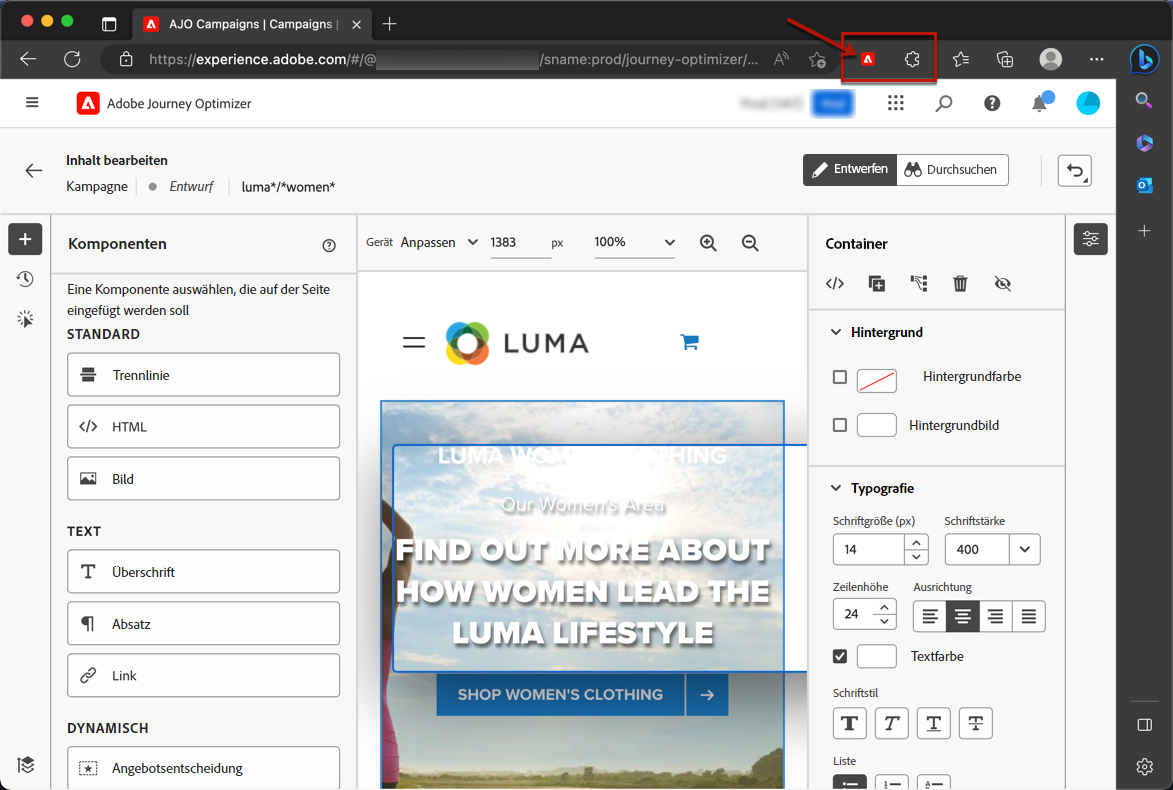 AJO Campaigns | Campaigns |
https://experience.adobe.com/#/@
/sname:prod/journey-optimizer/...
Adobe Journey Optimizer
Inhalt bearbeiten
Kampagne
Entwurf
luma*/*women*
Entwerfen
Durchsuchen
Komponenten
Eine Komponente auswählen, die auf der Seite
eingefügt werden soll
STANDARD
Trennlinie
HTML
Bild
TEXT
Überschrift
Absatz
Link
DYNAMISCH
Angebotsentscheidung
Gerät Anpassen 1383 px 100%
LUMA
LUMA WOMEN'S CLOTHING
Our Women's Area
FIND OUT MORE ABOUT
HOW WOMEN LEAD THE
LUMA LIFESTYLE
SHOP WOMEN'S CLOTHING
Container
Hintergrund
Hintergrundfarbe
Hintergrundbild
Typografie
Schriftgröße (px) Schriftstärke
14 400
Zeilenhöhe Ausrichtung
24
Textfarbe
Schriftstil
Liste